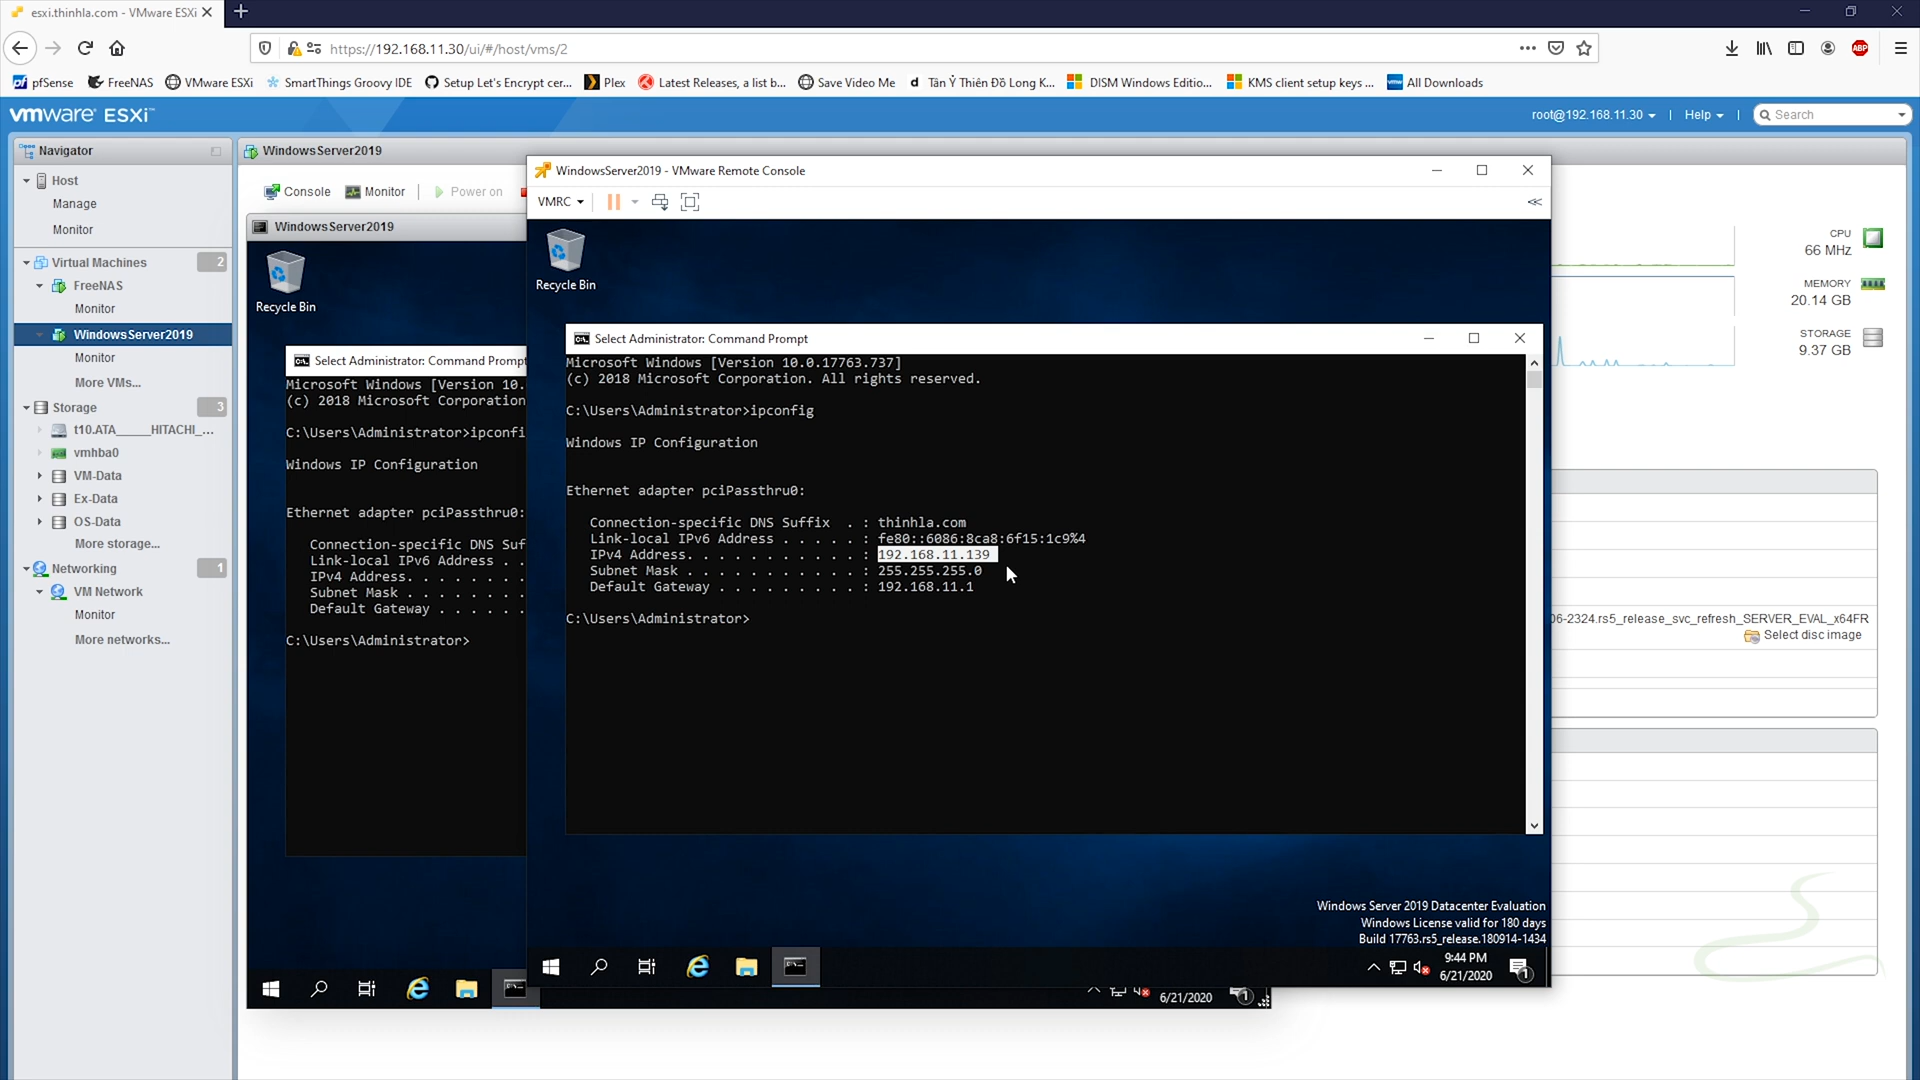 esxi.thinhla.com - VMware ESXi
https://192.168.11.30/ui/#/host/vms/2
pfSense FreeNAS VMware ESXi SmartThings Groovy IDE Setup Let's Encrypt cer... Plex Latest Releases, a list b... Save Video Me Tân Ỷ Thiên Đồ Long K... DISM Windows Editio... KMS client setup keys ... All Downloads
vmware ESXi
root@192.168.11.30 | Help | Search
Navigator
Host
Manage
Monitor
Virtual Machines 2
FreeNAS
Monitor
WindowsServer2019
Monitor
More VMs...
Storage 3
t10.ATA_____HITACHI_...
vmhba0
VM-Data
Ex-Data
OS-Data
More storage...
Networking 1
VM Network
Monitor
More networks...
WindowsServer2019
Console Monitor Power on
WindowsServer2019
Recycle Bin
Select Administrator: Command Prompt
Microsoft Windows [Version 10.
(c) 2018 Microsoft Corporation
C:\Users\Administrator>ipconfi
Windows IP Configuration
Ethernet adapter pciPassthru0:
Connection-specific DNS Suf
Link-local IPv6 Address . .
IPv4 Address. . . . . . . .
Subnet Mask . . . . . . . .
Default Gateway . . . . . .
C:\Users\Administrator>
6/21/2020
1
WindowsServer2019 - VMware Remote Console
VMRC
Recycle Bin
Select Administrator: Command Prompt
Microsoft Windows [Version 10.0.17763.737]
(c) 2018 Microsoft Corporation. All rights reserved.
C:\Users\Administrator>ipconfig
Windows IP Configuration
Ethernet adapter pciPassthru0:
Connection-specific DNS Suffix . : thinhla.com
Link-local IPv6 Address . . . . . : fe80::6086:8ca8:6f15:1c9%4
IPv4 Address. . . . . . . . . . . : 192.168.11.139
Subnet Mask . . . . . . . . . . . : 255.255.255.0
Default Gateway . . . . . . . . . : 192.168.11.1
C:\Users\Administrator>
Windows Server 2019 Datacenter Evaluation
Windows License valid for 180 days
Build 17763.rs5_release.180914-1434
9:44 PM
6/21/2020
1
CPU
66 MHz
MEMORY
20.14 GB
STORAGE
9.37 GB
06-2324.rs5_release_svc_refresh_SERVER_EVAL_x64FR
Select disc image